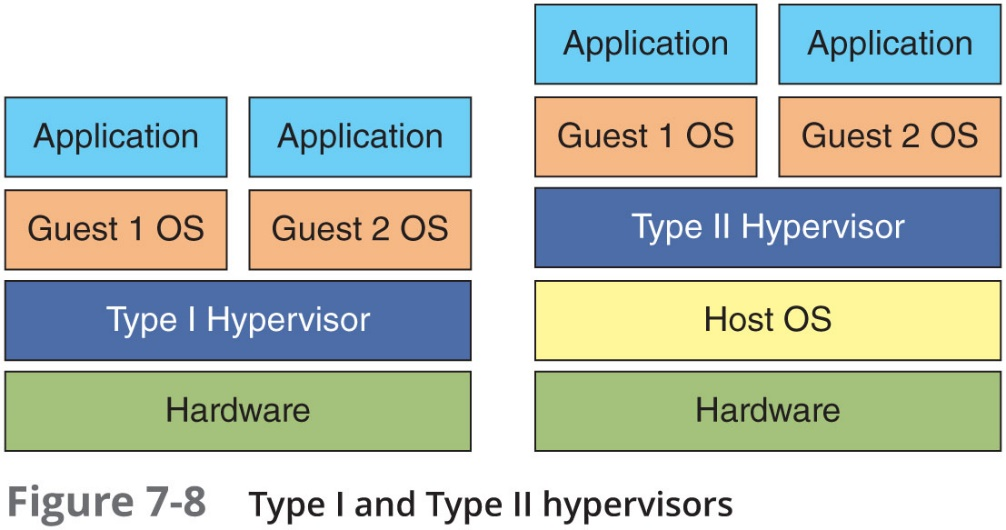 Application Application
Guest 1 OS Guest 2 OS
Type I Hypervisor
Hardware
Application Application
Guest 1 OS Guest 2 OS
Type II Hypervisor
Host OS
Hardware
Figure 7-8 Type I and Type II hypervisors